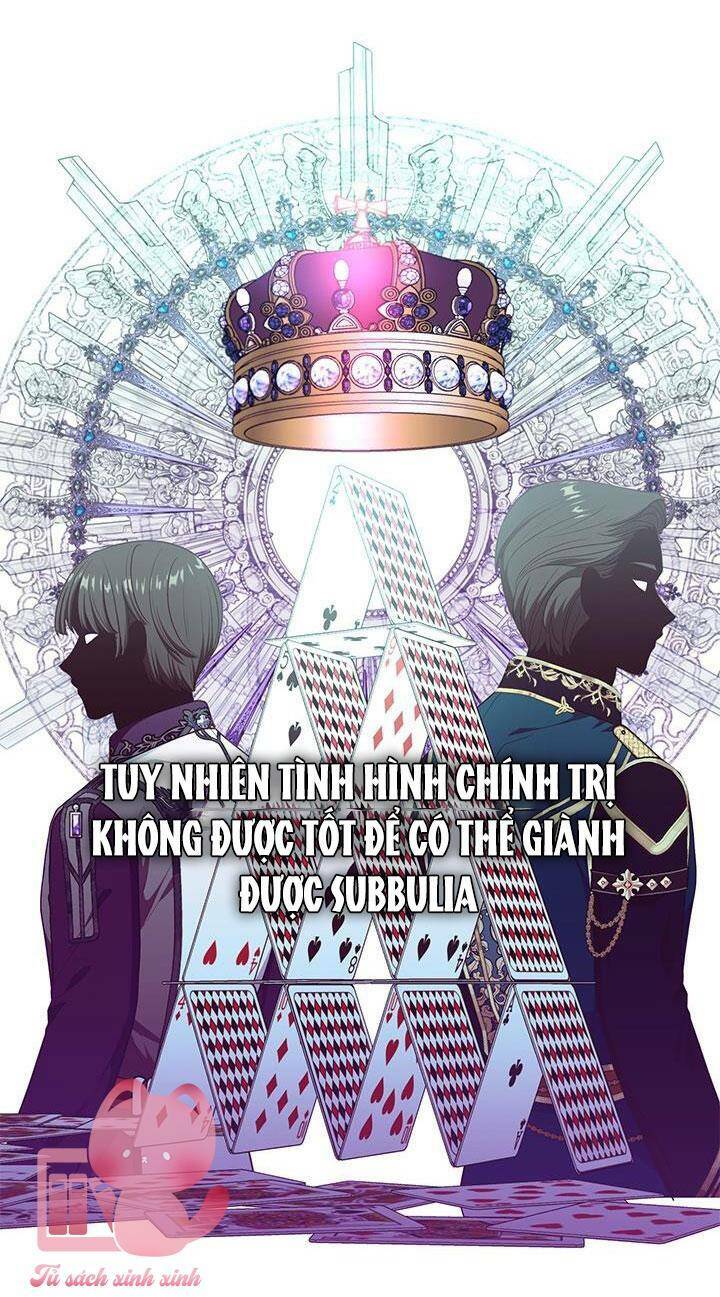 TUY NHIÊN TÌNH HÌNH CHÍNH TRỊ
KHÔNG ĐƯỢC TỐT ĐỂ CÓ THỂ GIÀNH
ĐƯỢC SUBBULIA
Tủ sách xinh xinh